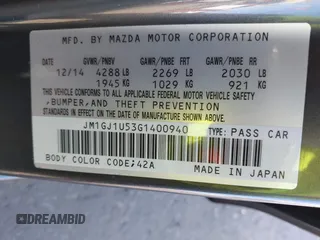 MFD. BY MAZDA MOTOR CORPORATION
GVWR/PNBV GAWR/PNBE FRT GAWR/PNBE RR
12/14 4288 LB 2269 LB 2030 LB
1945 KG 1029 KG 921 KG
THIS VEHICLE CONFORMS TO ALL APPLICABLE FEDERAL MOTOR VEHICLE SAFETY,
BUMPER, AND THEFT PREVENTION
STANDARDS IN EFFECT ON THE DATE OF MANUFACTURE SHOWN ABOVE.
JM1GJ1U53G1400940 TYPE: PASS CAR
BODY COLOR CODE:42A MADE IN JAPAN
DREAMBID